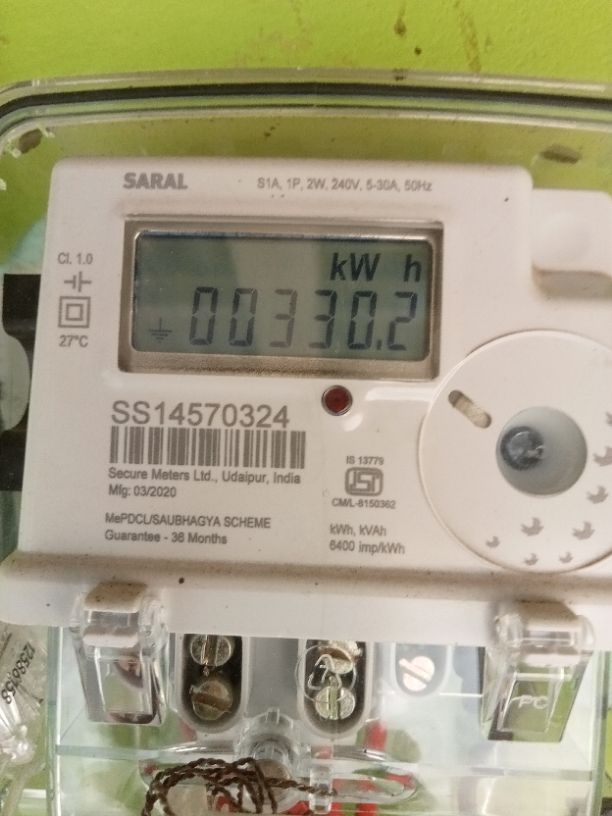 SARAL
S1A, 1P, 2W, 240V, 5-30A, 50Hz
Cl. 1.0
27°C
kW h
00330.2
SS14570324
Secure Meters Ltd., Udaipur, India
Mfg: 03/2020
MePDCL/SAUBHAGYA SCHEME
Guarantee - 36 Months
IS 13779
ISI
CM/L-8150362
kWh, kVAh
6400 imp/kWh